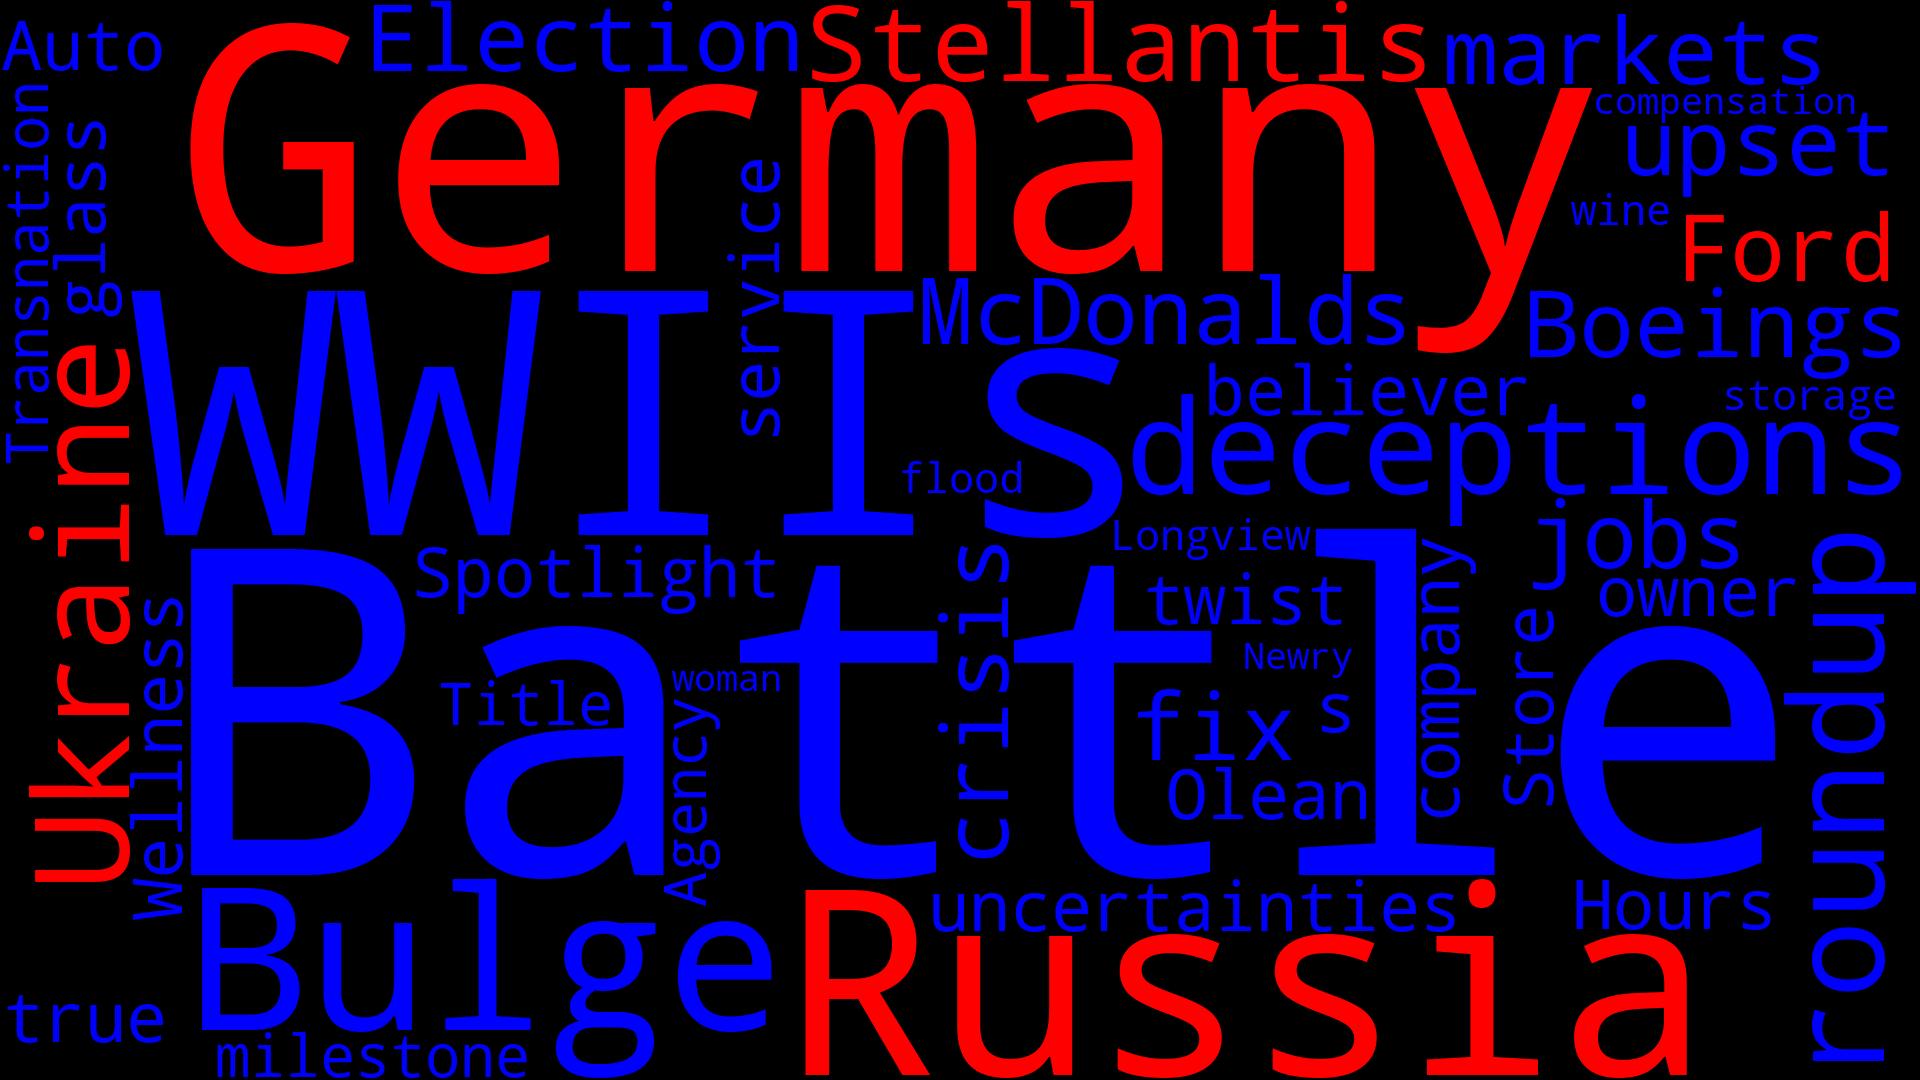 Auto
Election
Stellantis
markets
compensation
upset
Germany
wine
Ford
Transnation
glass
service
McDonalds
Boeings
WWIIs
believer
storage
deceptions
flood
Ukraine
Longview
jobs
owner
Spotlight
crisis
twist
company
Store
roundup
Battle
Wellness
Title
woman
Newry
fix
s
Agency
Olean
uncertainties
Hours
Bulge
Russia
true
milestone